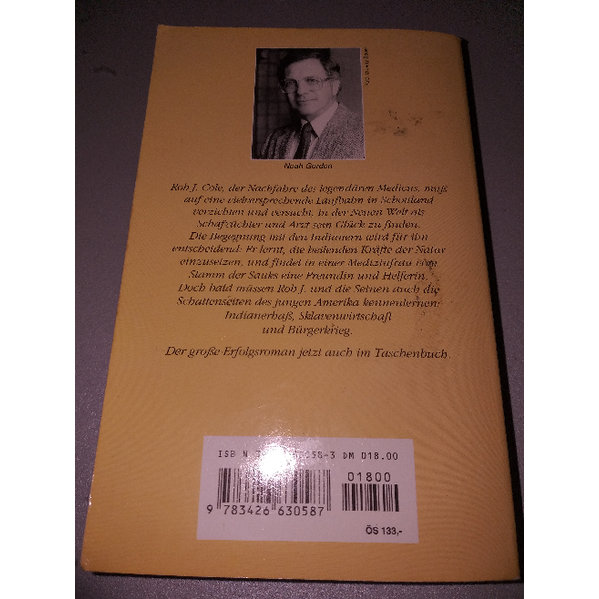 Noah Gordon
Rob J. Cole, der Nachfahre des legendären Medicus, muß
auf eine vielversprechende Laufbahn in Schottland
verzichten und versucht, in der Neuen Welt als
Schafzüchter und Arzt sein Glück zu finden.
Die Begegnung mit den Indianern wird für ihn
entscheidend: Er lernt, die heilenden Kräfte der Natur
einzusetzen, und findet in einer Medizinfrau vom
Stamm der Sauks eine Freundin und Helferin.
Doch bald müssen Rob J. und die Seinen auch die
Schattenseiten des jungen Amerika kennenlernen:
Indianerhaß, Sklavenwirtschaft
und Bürgerkrieg.
Der große Erfolgsroman jetzt auch im Taschenbuch.
ISBN 58-3 DM 018.00
01800
9 783426 630587
ÖS 133,-